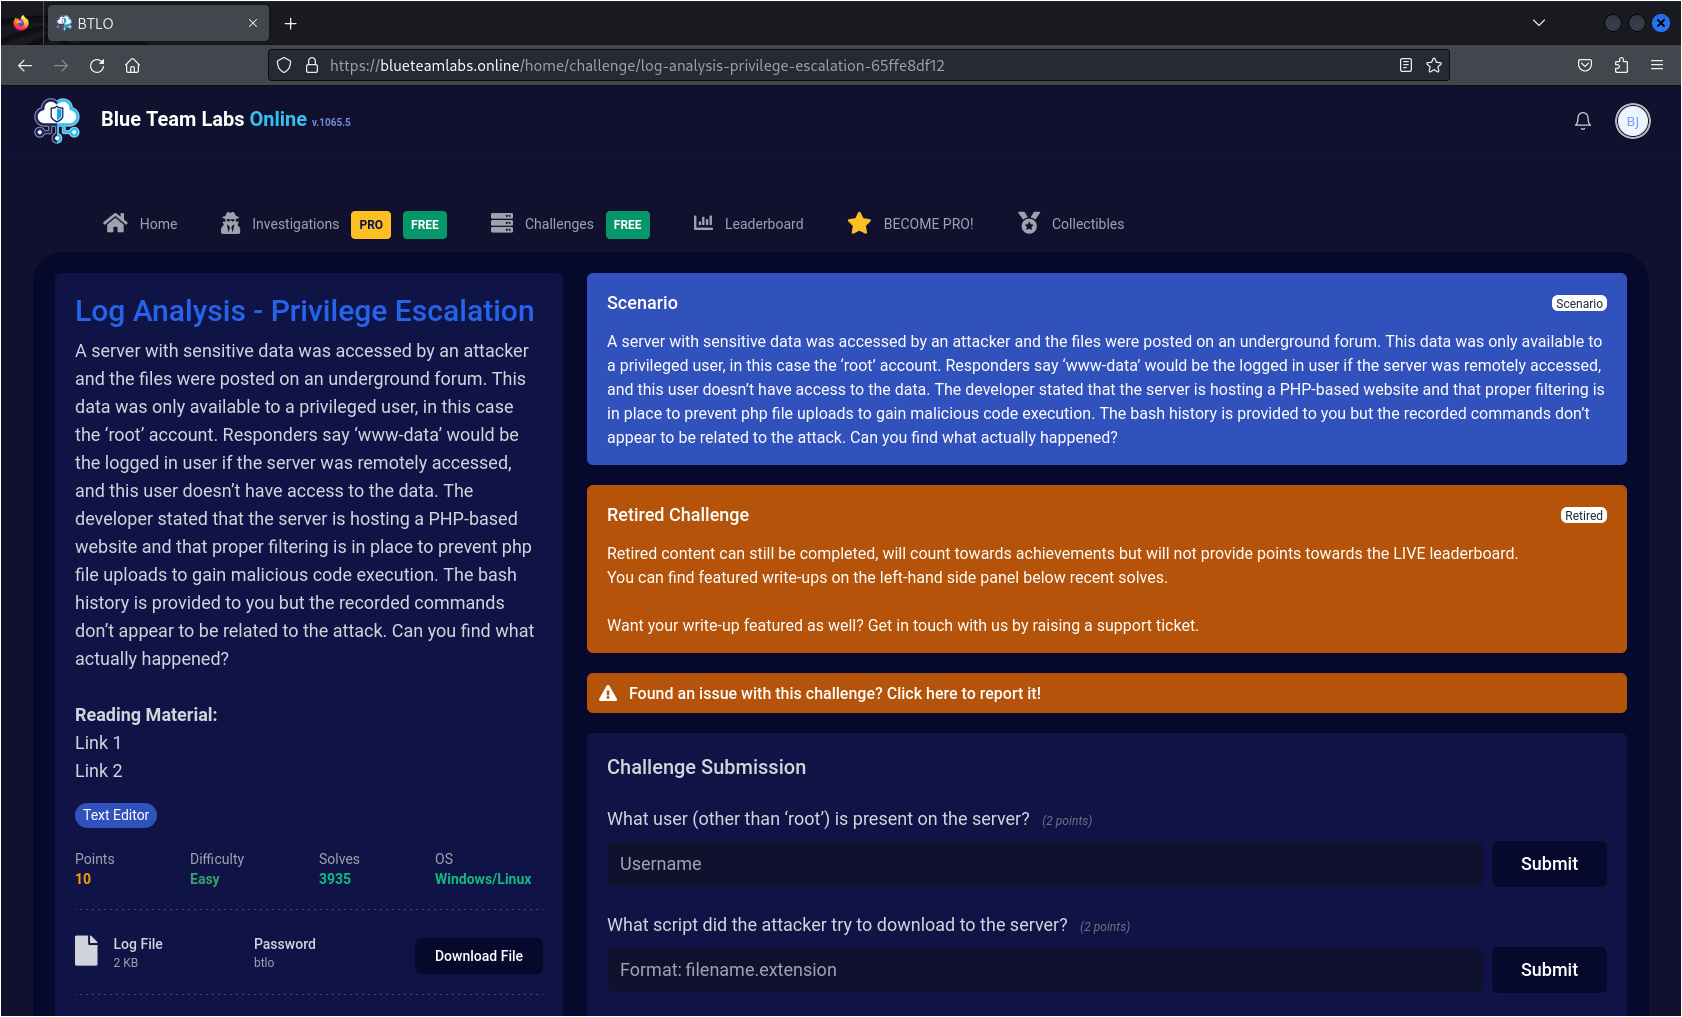 BTLO
https://blueteamlabs.online/home/challenge/log-analysis-privilege-escalation-65ffe8df12
Blue Team Labs Online v.1065.5
BJ
Home
Investigations PRO FREE
Challenges FREE
Leaderboard
BECOME PRO!
Collectibles
Log Analysis - Privilege Escalation
A server with sensitive data was accessed by an attacker
and the files were posted on an underground forum. This
data was only available to a privileged user, in this case
the ‘root’ account. Responders say ‘www-data’ would be
the logged in user if the server was remotely accessed,
and this user doesn’t have access to the data. The
developer stated that the server is hosting a PHP-based
website and that proper filtering is in place to prevent php
file uploads to gain malicious code execution. The bash
history is provided to you but the recorded commands
don’t appear to be related to the attack. Can you find what
actually happened?
Reading Material:
Link 1
Link 2
Text Editor
Points Difficulty Solves OS
10 Easy 3935 Windows/Linux
Log File Password
2 KB btlo
Download File
Scenario
Scenario
A server with sensitive data was accessed by an attacker and the files were posted on an underground forum. This data was only available to
a privileged user, in this case the ‘root’ account. Responders say ‘www-data’ would be the logged in user if the server was remotely accessed,
and this user doesn’t have access to the data. The developer stated that the server is hosting a PHP-based website and that proper filtering is
in place to prevent php file uploads to gain malicious code execution. The bash history is provided to you but the recorded commands don’t
appear to be related to the attack. Can you find what actually happened?
Retired Challenge
Retired
Retired content can still be completed, will count towards achievements but will not provide points towards the LIVE leaderboard.
You can find featured write-ups on the left-hand side panel below recent solves.
Want your write-up featured as well? Get in touch with us by raising a support ticket.
Found an issue with this challenge? Click here to report it!
Challenge Submission
What user (other than ‘root’) is present on the server? (2 points)
Username
Submit
What script did the attacker try to download to the server? (2 points)
Format: filename.extension
Submit